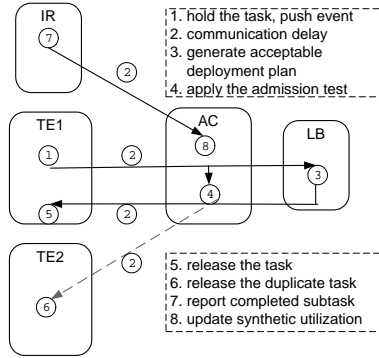 IR
7
2
1. hold the task, push event
2. communication delay
3. generate acceptable
deployment plan
4. apply the admission test
TE1
AC
LB
1
2
8
3
4
5
2
TE2
2
6
5. release the task
6. release the duplicate task
7. report completed subtask
8. update synthetic utilization